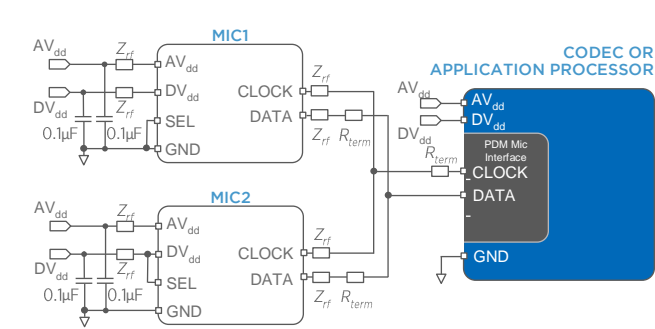 MIC1
AVdd
Zrf
AVdd
DVdd
DVdd
Zrf
0.1µF
0.1µF
SEL
GND
CLOCK
Zrf
DATA
Zrf
Rterm
MIC2
AVdd
Zrf
AVdd
DVdd
DVdd
Zrf
0.1µF
0.1µF
SEL
GND
CLOCK
Zrf
DATA
Zrf
Rterm
CODEC OR
APPLICATION PROCESSOR
AVdd
AVdd
DVdd
DVdd
Rterm
PDM Mic
Interface
CLOCK
-
DATA
-
GND